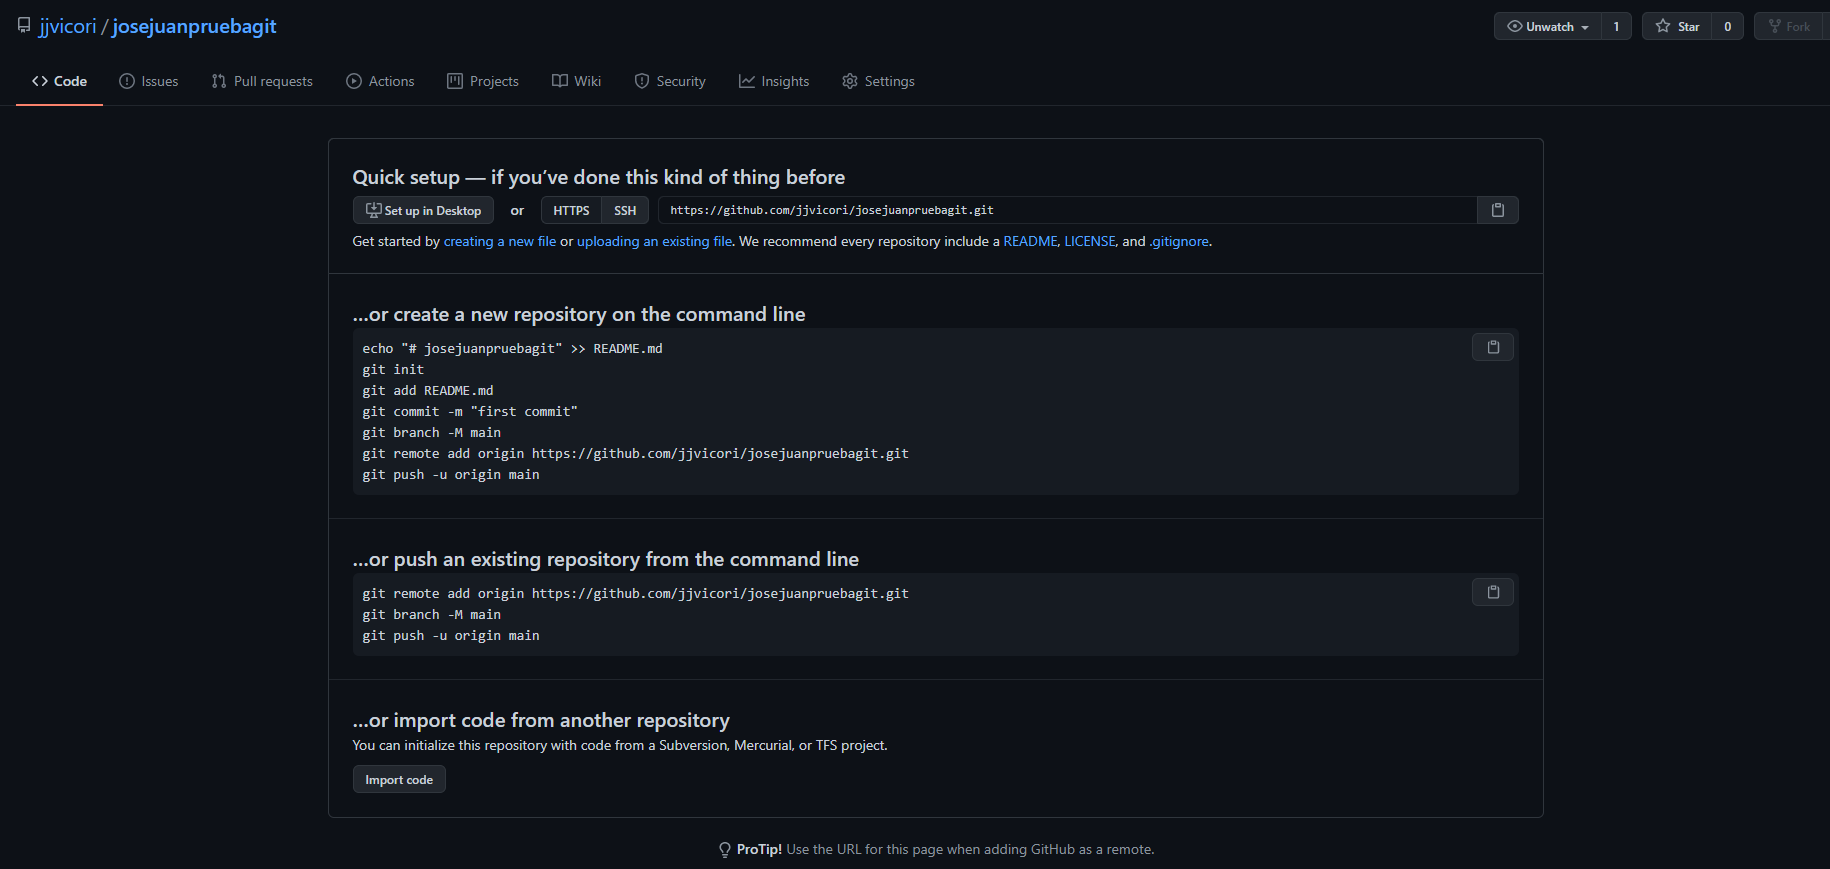 jjvicori / josejuanpruebagit
Unwatch 1 Star 0 Fork
Code Issues Pull requests Actions Projects Wiki Security Insights Settings
Quick setup — if you’ve done this kind of thing before
Set up in Desktop or HTTPS SSH https://github.com/jjvicori/josejuanpruebagit.git
Get started by creating a new file or uploading an existing file. We recommend every repository include a README, LICENSE, and .gitignore.
…or create a new repository on the command line
echo "# josejuanpruebagit" >> README.md
git init
git add README.md
git commit -m "first commit"
git branch -M main
git remote add origin https://github.com/jjvicori/josejuanpruebagit.git
git push -u origin main
…or push an existing repository from the command line
git remote add origin https://github.com/jjvicori/josejuanpruebagit.git
git branch -M main
git push -u origin main
…or import code from another repository
You can initialize this repository with code from a Subversion, Mercurial, or TFS project.
Import code
ProTip! Use the URL for this page when adding GitHub as a remote.